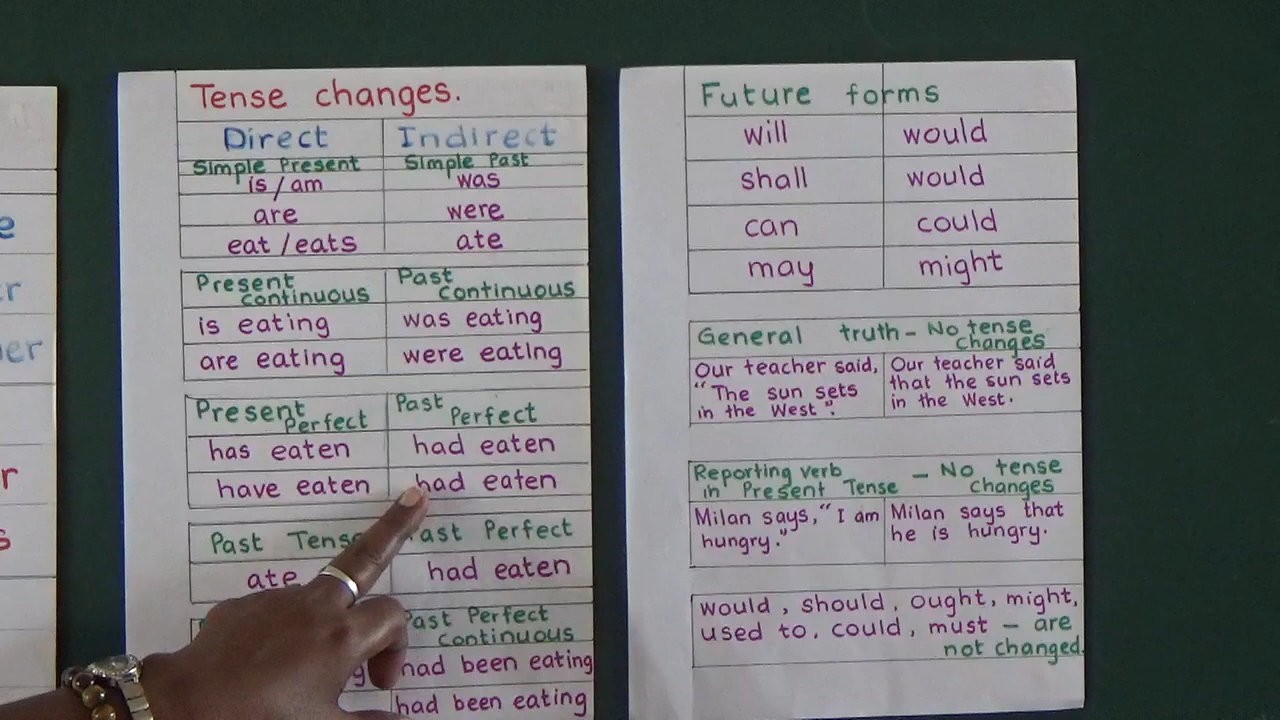 e
r
er
r
s
Tense changes.
Direct Indirect
Simple Present Simple Past
is / am was
are were
eat / eats ate
Present continuous Past continuous
is eating was eating
are eating were eating
Present Perfect Past Perfect
has eaten had eaten
have eaten had eaten
Past Tense Past Perfect
ate had eaten
Past Perfect
continuous
g had been eating
had been eating
Future forms
will would
shall would
can could
may might
General truth - No tense
changes
Our teacher said,
"The sun sets
in the West".
Our teacher said
that the sun sets
in the West.
Reporting verb
in Present Tense - No tense
changes
Milan says, "I am
hungry."
Milan says that
he is hungry.
would, should, ought, might,
used to, could, must - are
not changed.